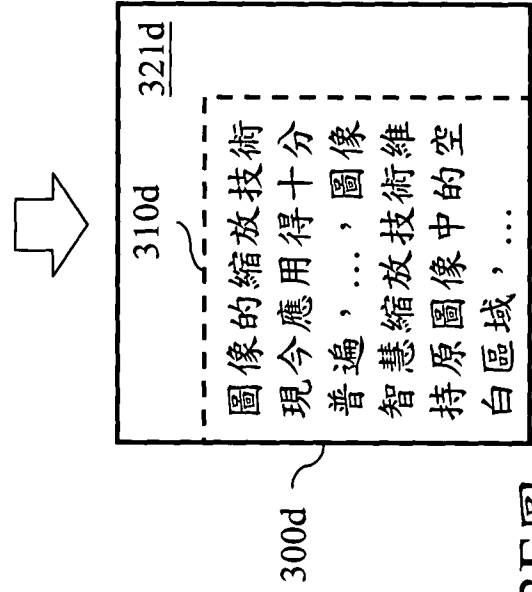 321d
310d
圖像的縮放技術
現今應用得十分
普遍，…，圖像
智慧縮放技術維
持原圖像中的空
白區域，…
300d